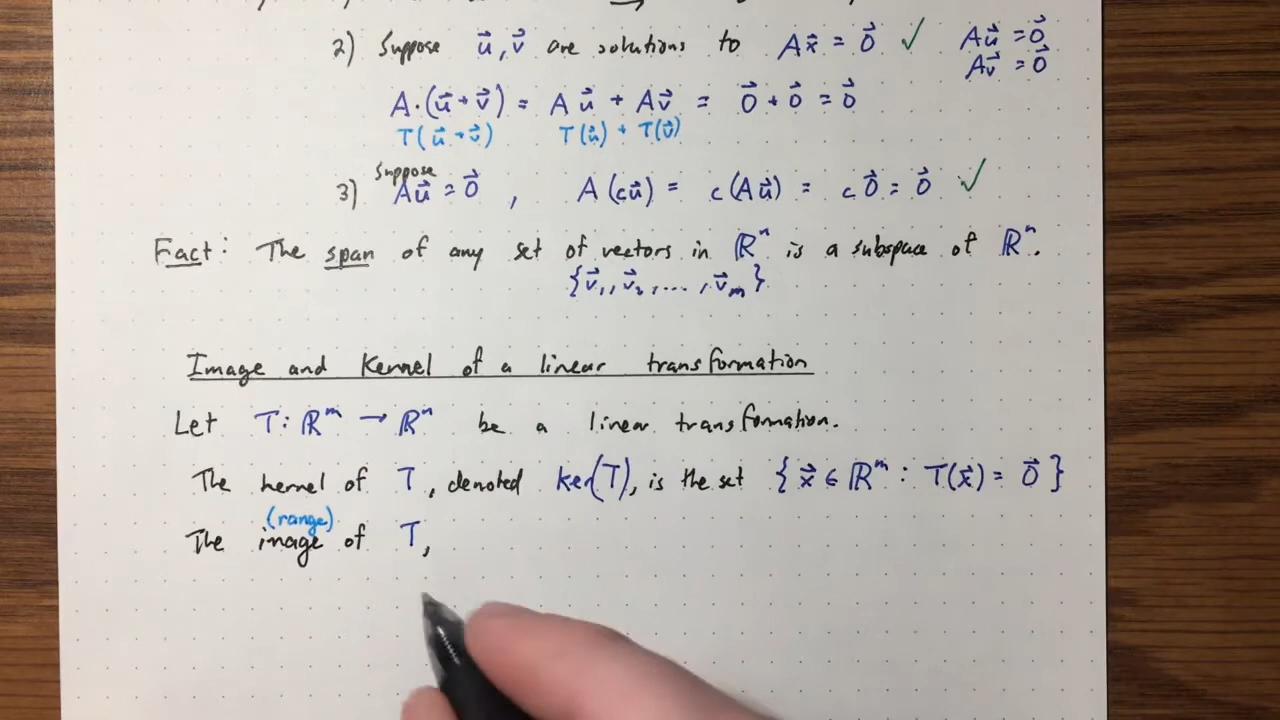 2) Suppose u⃗, v⃗ are solutions to Ax⃗ = 0⃗ ✓ Au⃗ = 0⃗
Av⃗ = 0⃗
A·(u⃗+v⃗) = Au⃗ + Av⃗ = 0⃗ + 0⃗ = 0⃗
T(u⃗+v⃗) T(u⃗) + T(v⃗)
3) Suppose Au⃗ = 0⃗ , A(cu⃗) = c(Au⃗) = c0⃗ = 0⃗ ✓
Fact: The span of any set of vectors in ℝⁿ is a subspace of ℝⁿ.
{v⃗₁, v⃗₂, ..., v⃗ₘ}
Image and Kernel of a linear transformation
Let T: ℝᵐ → ℝⁿ be a linear transformation.
The kernel of T, denoted ker(T), is the set {x⃗ ∈ ℝᵐ : T(x⃗) = 0⃗}
(range)
The image of T,